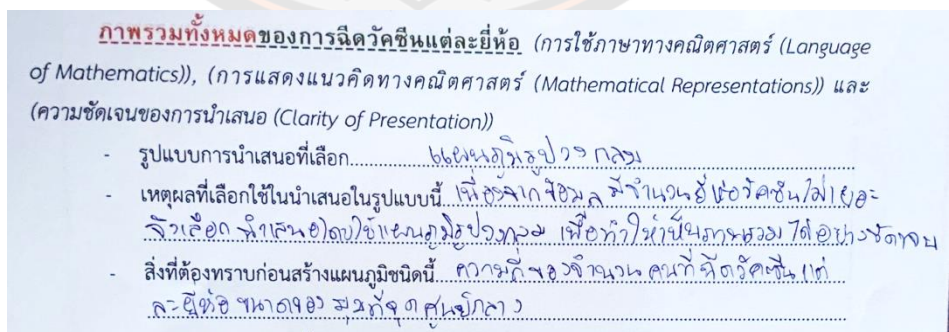 ภาพรวมทั้งหมดของการฉีดวัคซีนแต่ละยี่ห้อ (การใช้ภาษาทางคณิตศาสตร์ (Language
of Mathematics)), (การแสดงแนวคิดทางคณิตศาสตร์ (Mathematical Representations)) และ
(ความชัดเจนของการนำเสนอ (Clarity of Presentation))
- รูปแบบการนำเสนอที่เลือก แผนภูมิรูปวงกลม
- เหตุผลที่เลือกใช้ในนำเสนอในรูปแบบนี้ เนื่องจากข้อมูลมีจำนวนยี่ห้อวัคซีนไม่เยอะ
จึงเลือกนำเสนอโดยใช้แผนภูมิรูปวงกลม เพื่อทำให้เห็นภาพรวมได้อย่างชัดเจน
- สิ่งที่ต้องทราบก่อนสร้างแผนภูมิชนิดนี้ ความถี่ของจำนวนคนที่ฉีดวัคซีนแต่
ละยี่ห้อ ขนาดของมุมที่จุดศูนย์กลาง